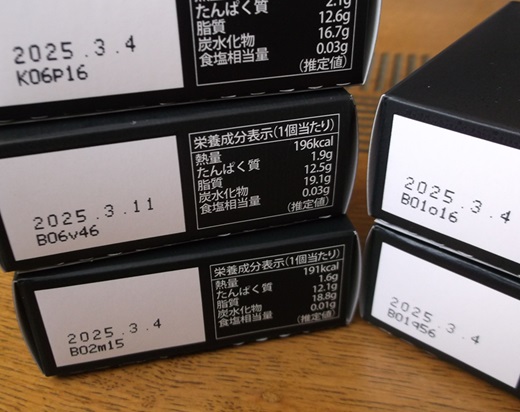 2025.3.4
K06P16
たんぱく質 2.1g
脂質 12.6g
炭水化物 16.7g
食塩相当量 0.03g
(推定値)
2025.3.11
B06v46
栄養成分表示(1個当たり)
熱量 196kcal
たんぱく質 1.9g
脂質 12.5g
炭水化物 19.1g
食塩相当量 0.03g
(推定値)
2025.3.4
B02m15
栄養成分表示(1個当たり)
熱量 191kcal
たんぱく質 1.6g
脂質 12.1g
炭水化物 18.8g
食塩相当量 0.01g
(推定値)
2025.3.4
B01o16
2025.3.4
B01q56